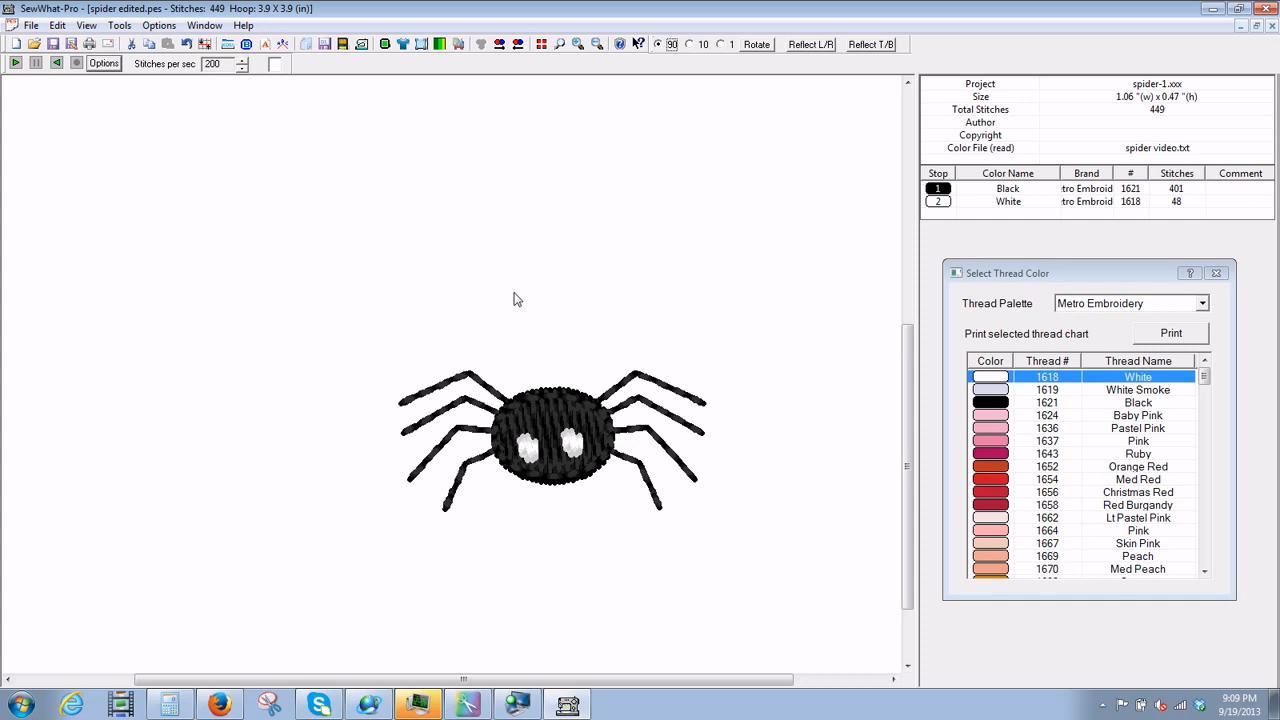 SewWhat-Pro - [spider edited.pes - Stitches: 449 Hoop: 3.9 X 3.9 (in)]
File Edit View Tools Options Window Help
90 10 1 Rotate Reflect L/R Reflect T/B
Options Stitches per sec 200
Project spider-1.xxx
Size 1.06 "(w) x 0.47 "(h)
Total Stitches 449
Author
Copyright
Color File (read) spider video.txt
Stop Color Name Brand # Stitches Comment
1 Black tro Embroid 1621 401
2 White tro Embroid 1618 48
Select Thread Color
Thread Palette Metro Embroidery
Print selected thread chart Print
Color Thread # Thread Name
1618 White
1619 White Smoke
1621 Black
1624 Baby Pink
1636 Pastel Pink
1637 Pink
1643 Ruby
1652 Orange Red
1654 Med Red
1656 Christmas Red
1658 Red Burgandy
1662 Lt Pastel Pink
1664 Pink
1667 Skin Pink
1669 Peach
1670 Med Peach
9:09 PM
9/19/2013